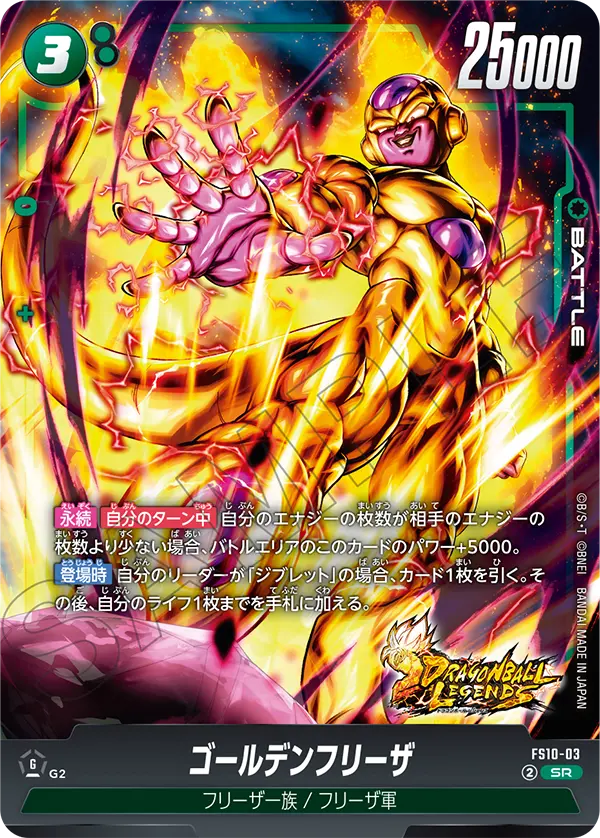 3
25000
BATTLE
永続 自分のターン中 自分のエナジーの枚数が相手のエナジーの
枚数より少ない場合、バトルエリアのこのカードのパワー+5000。
登場時 自分のリーダーが「ジブレット」の場合、カード1枚を引く。そ
の後、自分のライフ1枚までを手札に加える。
©B/S・T ©BNEI BANDAI MADE IN JAPAN
DRAGONBALL
LEGENDS
SAMPLE
ゴールデンフリーザ
FS10-03
G G2
② SR
フリーザ一族 / フリーザ軍